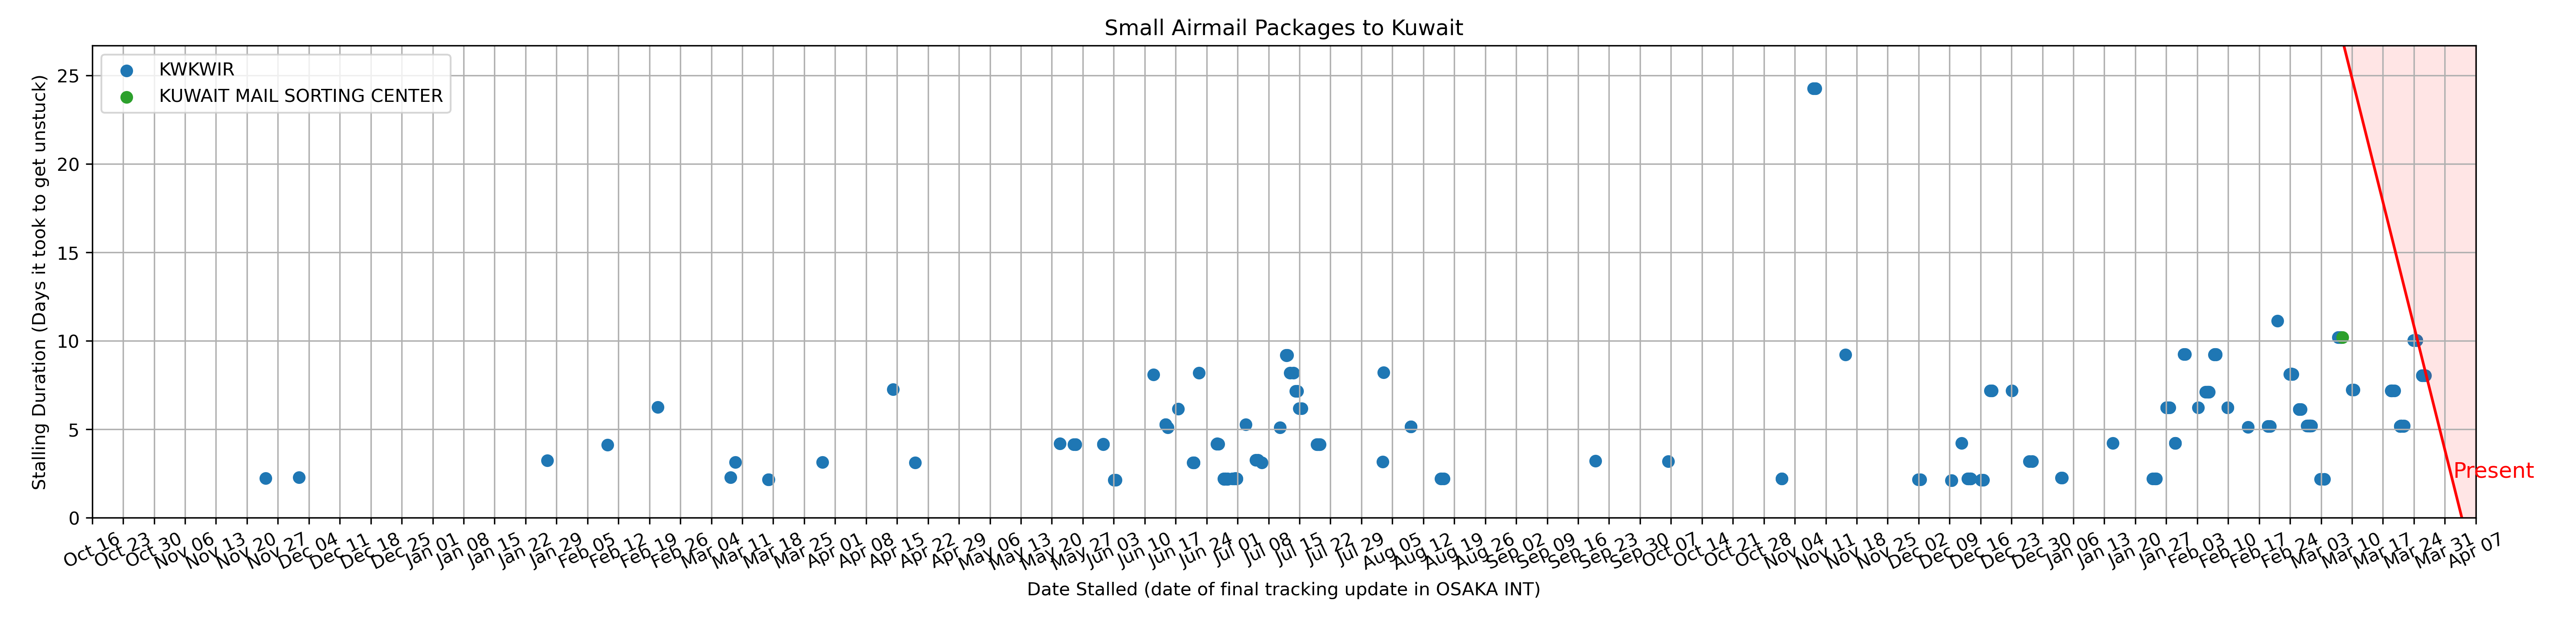 Small Airmail Packages to Kuwait
KWKWIR
KUWAIT MAIL SORTING CENTER
Stalling Duration (Days it took to get unstuck)
25
20
15
10
5
0
Present
Oct 16 Oct 23 Oct 30 Nov 06 Nov 13 Nov 20 Nov 27 Dec 04 Dec 11 Dec 18 Dec 25 Jan 01 Jan 08 Jan 15 Jan 22 Jan 29 Feb 05 Feb 12 Feb 19 Feb 26 Mar 04 Mar 11 Mar 18 Mar 25 Apr 01 Apr 08 Apr 15 Apr 22 Apr 29 May 06 May 13 May 20 May 27 Jun 03 Jun 10 Jun 17 Jun 24 Jul 01 Jul 08 Jul 15 Jul 22 Jul 29 Aug 05 Aug 12 Aug 19 Aug 26 Sep 02 Sep 09 Sep 16 Sep 23 Sep 30 Oct 07 Oct 14 Oct 21 Oct 28 Nov 04 Nov 11 Nov 18 Nov 25 Dec 02 Dec 09 Dec 16 Dec 23 Dec 30 Jan 06 Jan 13 Jan 20 Jan 27 Feb 03 Feb 10 Feb 17 Feb 24 Mar 03 Mar 10 Mar 17 Mar 24 Mar 31 Apr 07
Date Stalled (date of final tracking update in OSAKA INT)